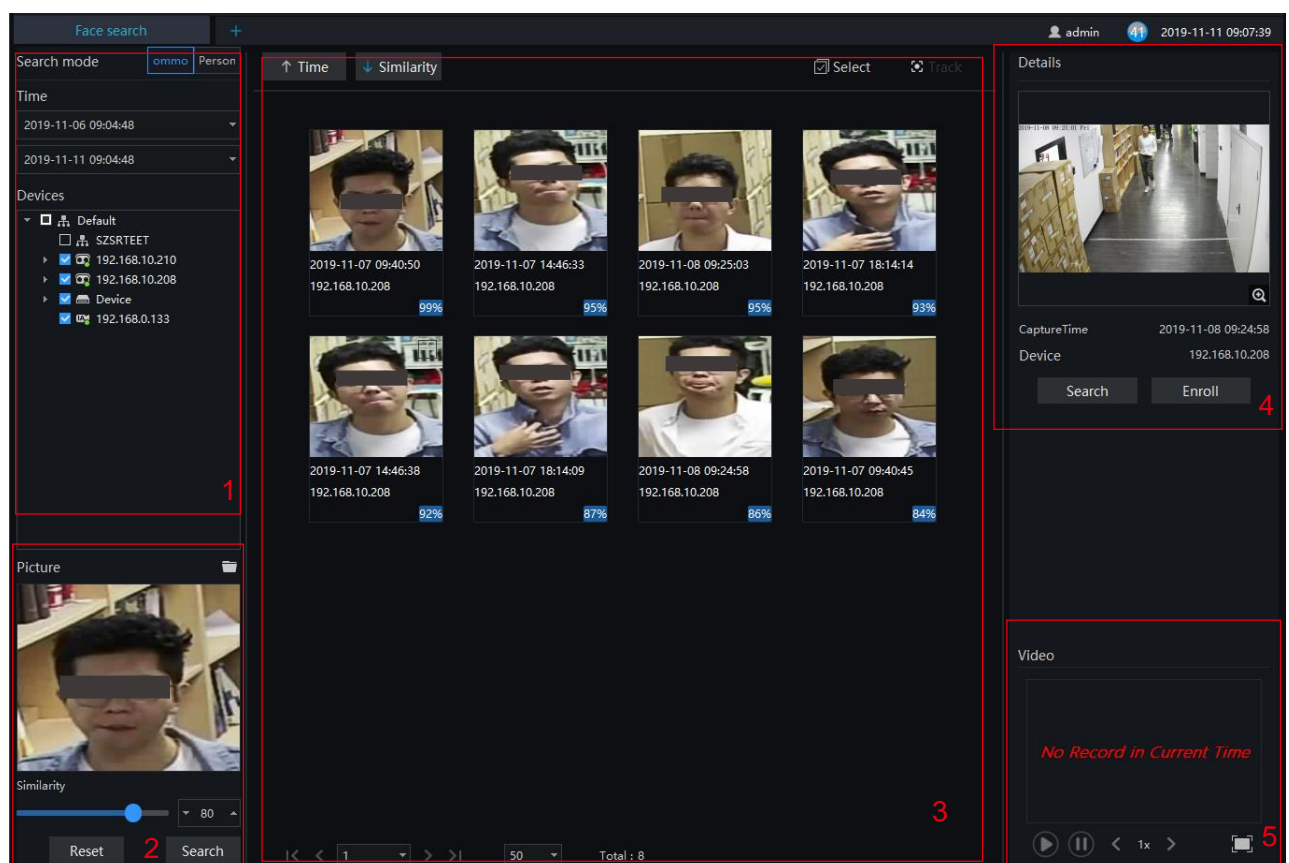 Face search +
admin 41 2019-11-11 09:07:39
Search mode ommo Person
Time
2019-11-06 09:04:48
2019-11-11 09:04:48
Devices
Default
SZSRTEET
192.168.10.210
192.168.10.208
Device
192.168.0.133
1
Picture
Similarity
80
Reset 2 Search
Time Similarity Select Track
2019-11-07 09:40:50
192.168.10.208
99%
2019-11-07 14:46:33
192.168.10.208
95%
2019-11-08 09:25:03
192.168.10.208
95%
2019-11-07 18:14:14
192.168.10.208
93%
2019-11-07 14:46:38
192.168.10.208
92%
2019-11-07 18:14:09
192.168.10.208
87%
2019-11-08 09:24:58
192.168.10.208
86%
2019-11-07 09:40:45
192.168.10.208
84%
3
1 50 Total : 8
Details
2019-11-08 09:25:01 Fri
CaptureTime 2019-11-08 09:24:58
Device 192.168.10.208
Search Enroll
4
Video
No Record in Current Time
1x
5